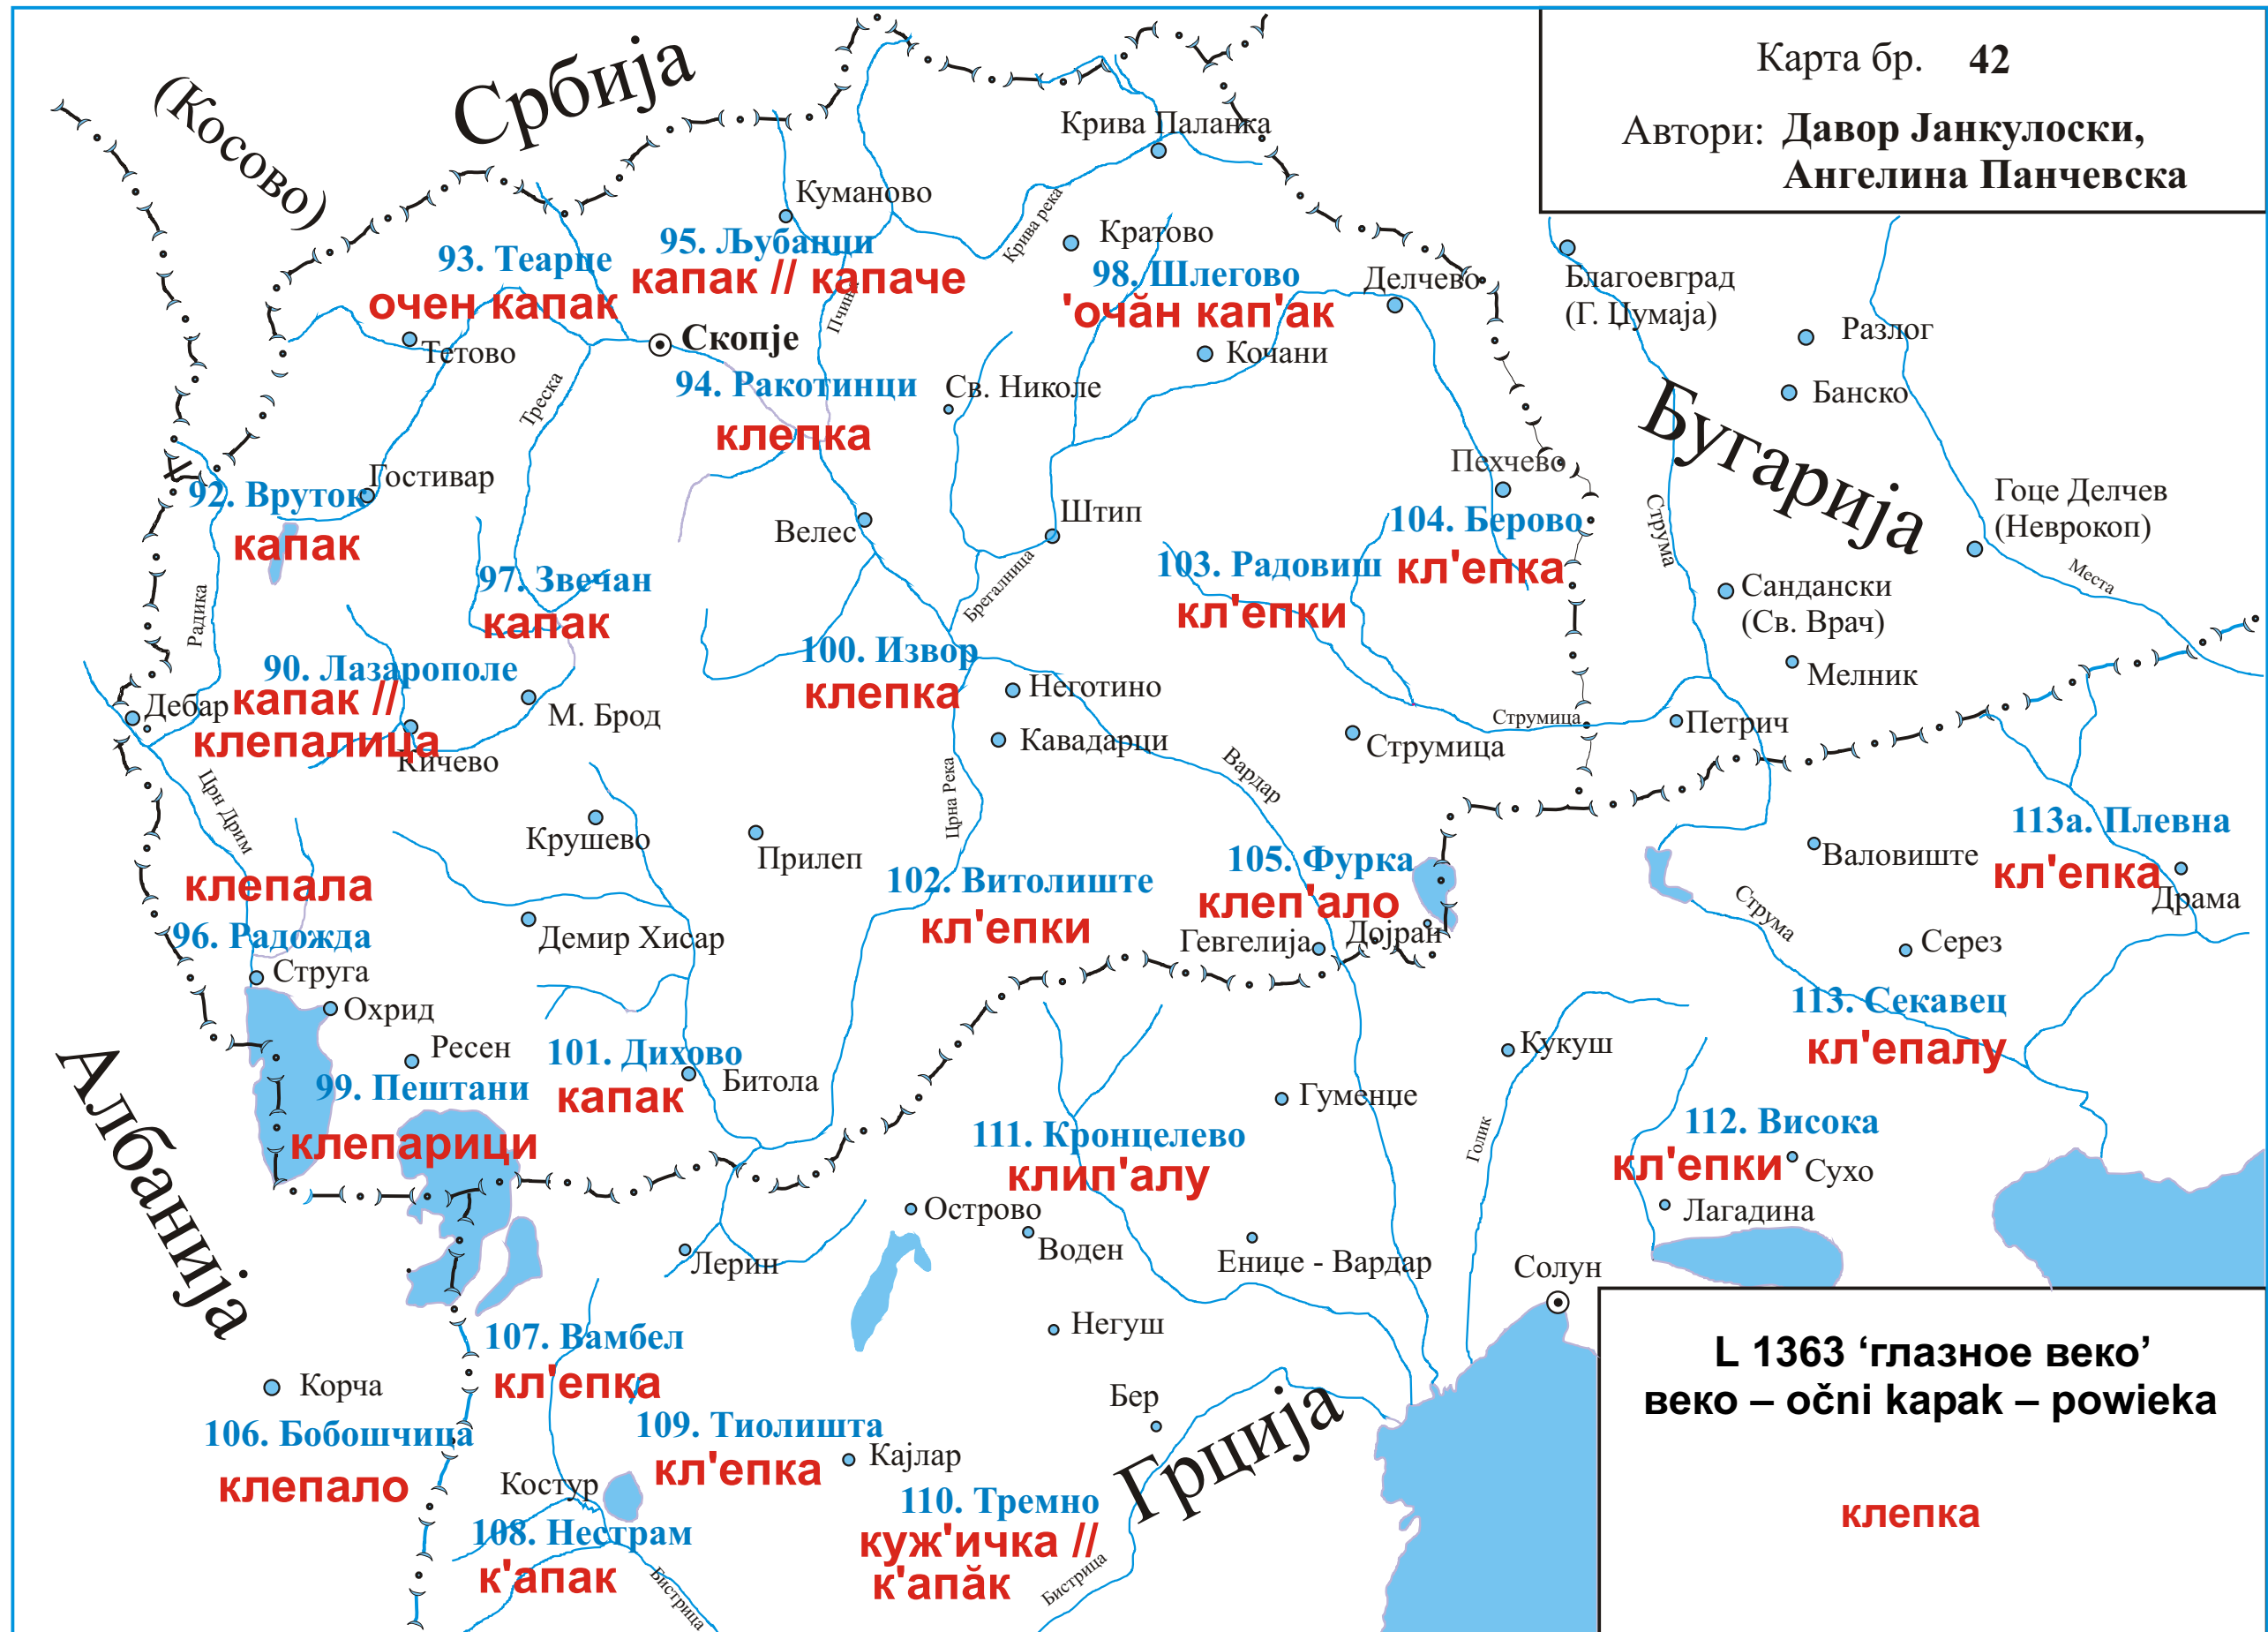 Карта бр. 42
Автори: Давор Јанкулоски,
Ангелина Панчевска
(Косово)
Србија
Крива Паланка
Куманово
Крива река
Кратово
93. Теарце
очен капак
95. Љубанци
капак // капаче
98. Шлегово
'очӑн кап'ак
Делчево
Благоевград
(Г. Џумаја)
Разлог
Банско
Пчиња
Тетово
Скопје
Кочани
94. Ракотинци
клепка
Св. Николе
Треска
Бугарија
Гостивар
92. Вруток
капак
Пехчево
Велес
Штип
104. Берово
кл'епка
Струма
Гоце Делчев
(Неврокоп)
Места
97. Звечан
капак
103. Радовиш
кл'епки
Брегалница
Сандански
(Св. Врач)
Мелник
Радика
90. Лазарополе
капак //
клепалица
Дебар
М. Брод
Кичево
100. Извор
клепка
Неготино
Кавадарци
Струмица
Струмица
Петрич
Вардар
Црн Дрим
Црна Река
Крушево
Прилеп
клепала
96. Радожда
Струга
Охрид
Демир Хисар
102. Витолиште
кл'епки
105. Фурка
клеп'ало
Гевгелија
Дојран
Валовиште
113а. Плевна
кл'епка
Драма
Струма
Серез
Ресен
99. Пештани
клепарици
101. Дихово
капак
Битола
113. Секавец
кл'епалу
Кукуш
Гуменџе
Албанија
111. Кронцелево
клип'алу
Голик
112. Висока
кл'епки
Сухо
Лагадина
Острово
Воден
Лерин
Ениџе - Вардар
Солун
Негуш
107. Вамбел
кл'епка
Корча
106. Бобошчица
клепало
Бер
Грција
109. Тиолишта
кл'епка
Кајлар
Костур
108. Нестрам
к'апак
Бистрица
110. Тремно
куж'ичка //
к'апӑк
Бистрица
L 1363 ‘глазное веко’
веко – očni kapak – powieka
клепка